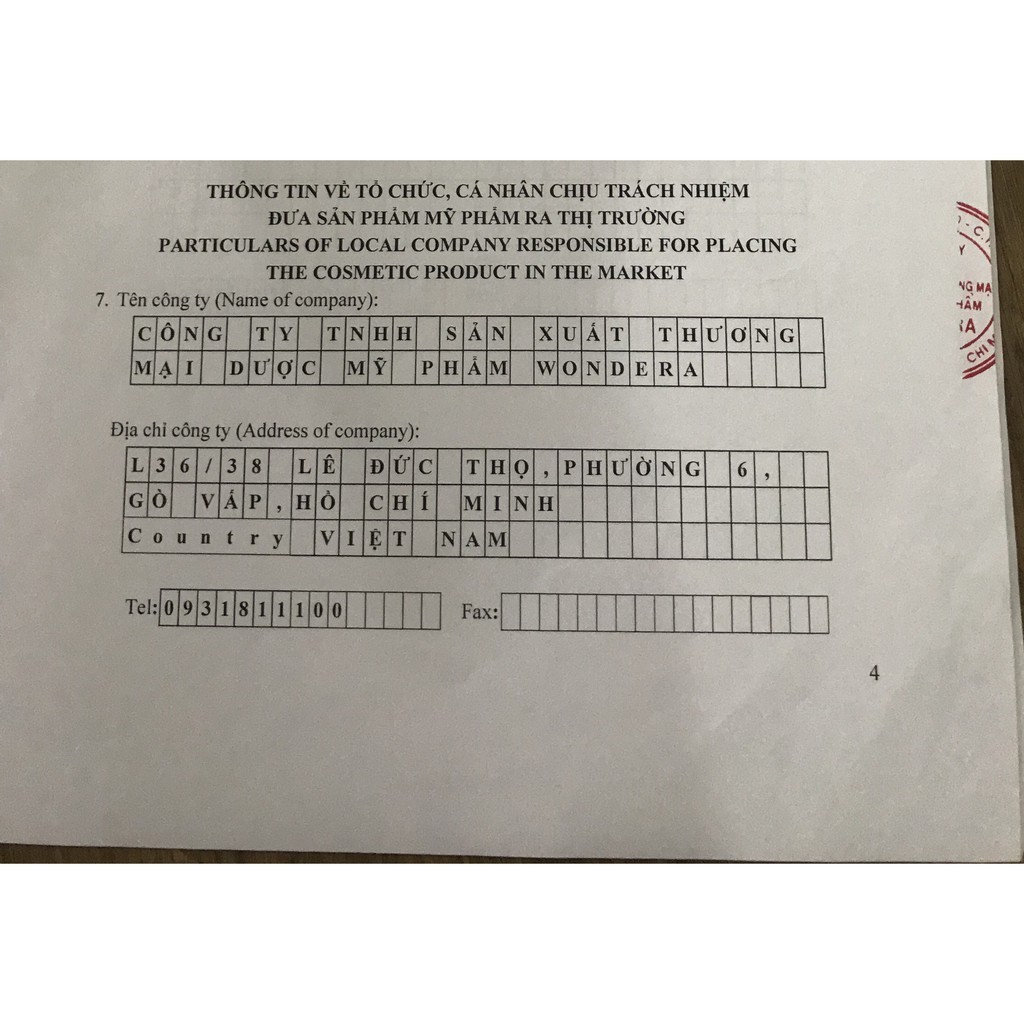 THÔNG TIN VỀ TỔ CHỨC, CÁ NHÂN CHỊU TRÁCH NHIỆM
ĐƯA SẢN PHẨM MỸ PHẨM RA THỊ TRƯỜNG
PARTICULARS OF LOCAL COMPANY RESPONSIBLE FOR PLACING
THE COSMETIC PRODUCT IN THE MARKET
7. Tên công ty (Name of company):
CÔNG TY TNHH SẢN XUẤT THƯƠNG
MẠI DƯỢC MỸ PHẨM WONDERA
Địa chỉ công ty (Address of company):
L36/38 LÊ ĐỨC THỌ,PHƯỜNG 6,
GÒ VẤP,HỒ CHÍ MINH
Country VIỆT NAM
Tel: 0931811100 Fax:
4